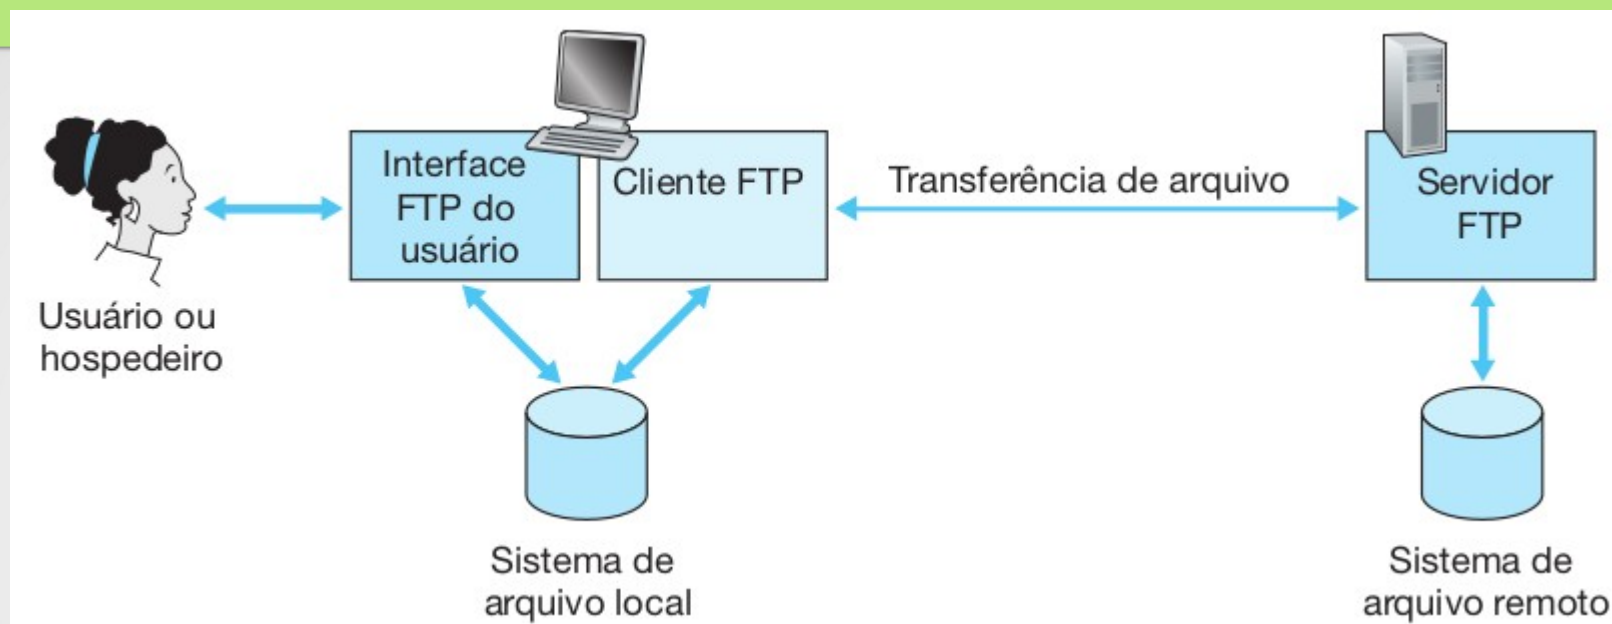 Usuário ou
hospedeiro
Interface
FTP do
usuário
Cliente FTP
Transferência de arquivo
Servidor
FTP
Sistema de
arquivo local
Sistema de
arquivo remoto